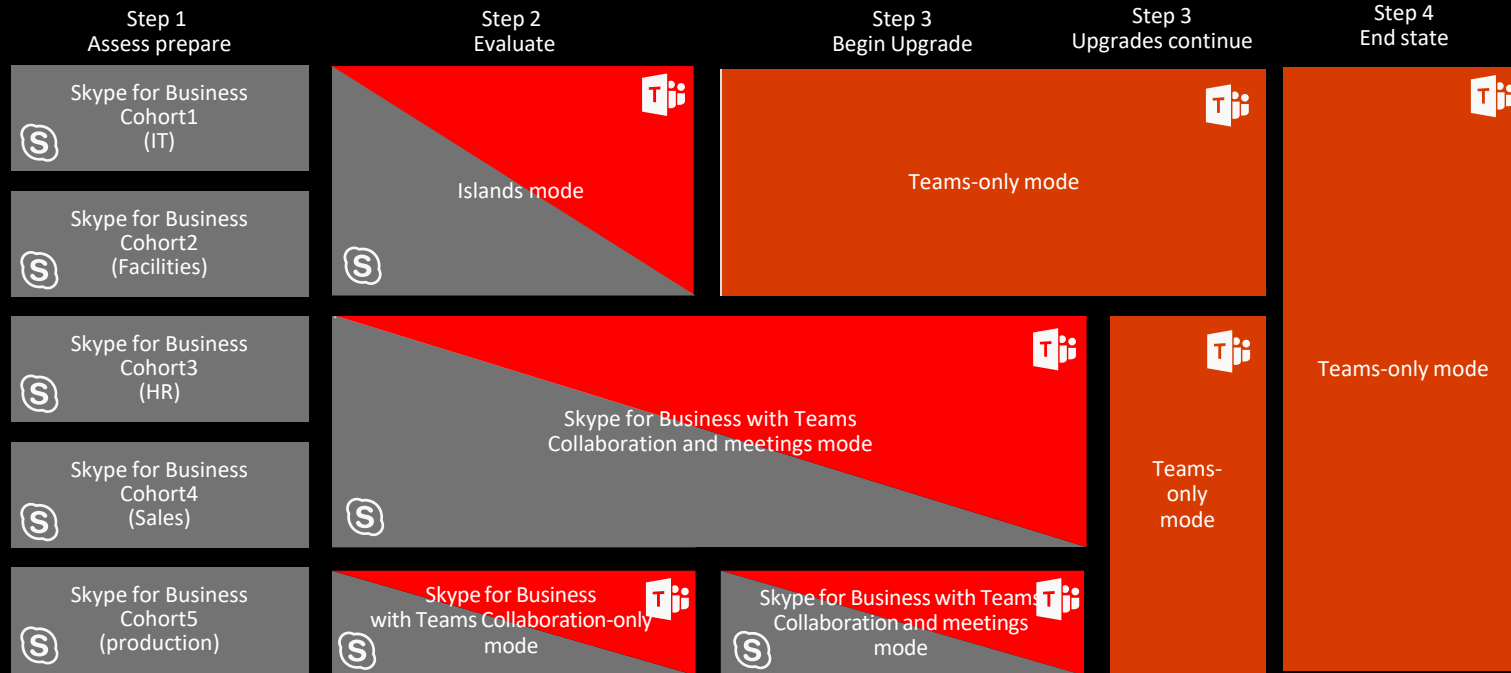 Step 1
Assess prepare
Step 2
Evaluate
Step 3
Begin Upgrade
Step 3
Upgrades continue
Step 4
End state
Skype for Business
Cohort1
(IT)
Skype for Business
Cohort2
(Facilities)
Skype for Business
Cohort3
(HR)
Skype for Business
Cohort4
(Sales)
Skype for Business
Cohort5
(production)
S
S
S
S
S
Islands mode
T
S
Teams-only mode
T
Skype for Business with Teams
Collaboration and meetings mode
T
S
Skype for Business
with Teams Collaboration-only
mode
T
S
Skype for Business with Teams
Collaboration and meetings
mode
T
S
Teams-
only
mode
T
Teams-only mode
T